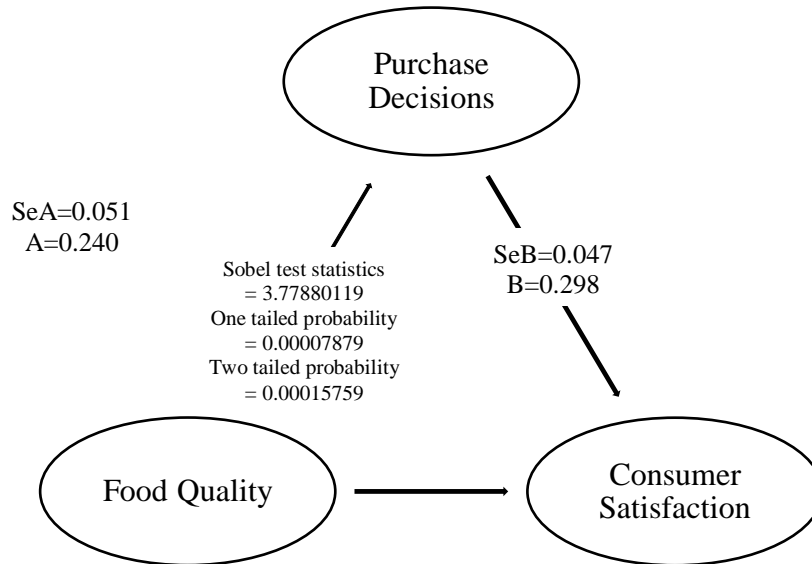 Purchase
Decisions
SeA=0.051
A=0.240
SeB=0.047
B=0.298
Sobel test statistics
= 3.77880119
One tailed probability
= 0.00007879
Two tailed probability
= 0.00015759
Food Quality
Consumer
Satisfaction